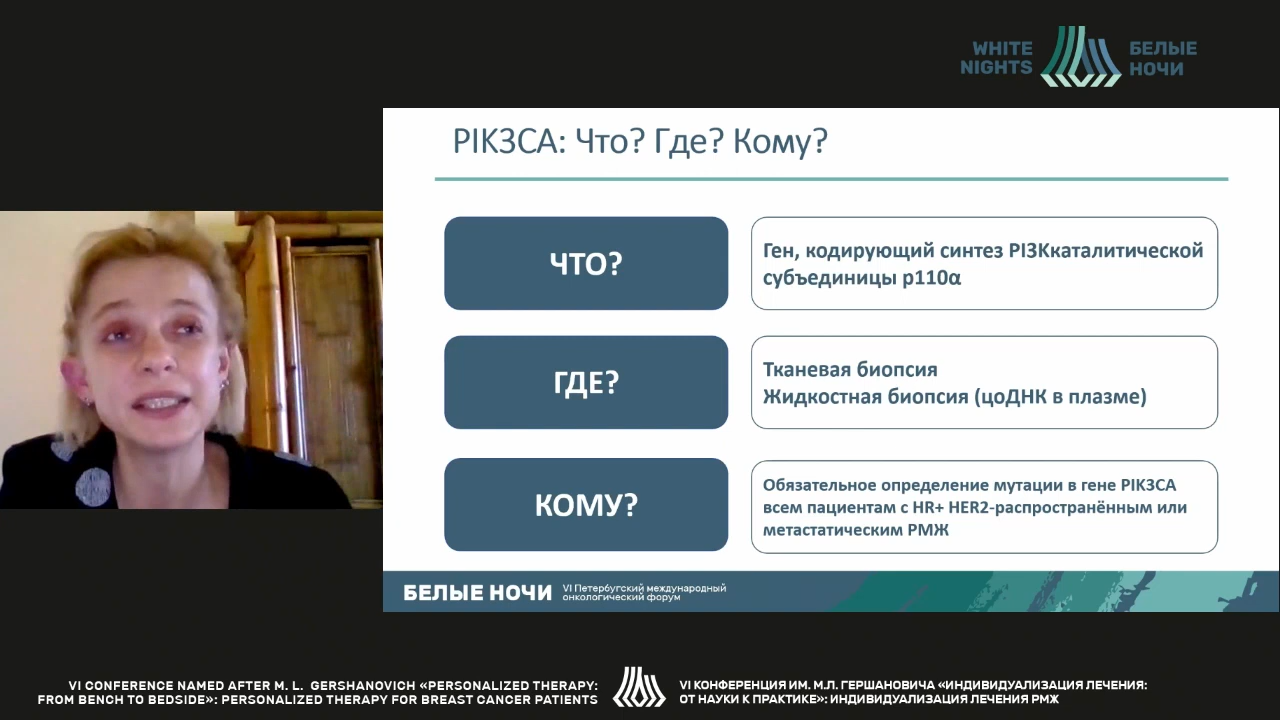 WHITE
NIGHTS
БЕЛЫЕ
НОЧИ
PIK3CA: Что? Где? Кому?
ЧТО?
Ген, кодирующий синтез PI3Kкаталитической
субъединицы p110α
ГДЕ?
Тканевая биопсия
Жидкостная биопсия (цоДНК в плазме)
КОМУ?
Обязательное определение мутации в гене PIK3CA
всем пациентам с HR+ HER2-распространённым или
метастатическим РМЖ
БЕЛЫЕ НОЧИ
VI Петербугский международный
онкологический форум
VI CONFERENCE NAMED AFTER M. L. GERSHANOVICH «PERSONALIZED THERAPY:
FROM BENCH TO BEDSIDE»: PERSONALIZED THERAPY FOR BREAST CANCER PATIENTS
VI КОНФЕРЕНЦИЯ ИМ. М.Л. ГЕРШАНОВИЧА «ИНДИВИДУАЛИЗАЦИЯ ЛЕЧЕНИЯ:
ОТ НАУКИ К ПРАКТИКЕ»: ИНДИВИДУАЛИЗАЦИЯ ЛЕЧЕНИЯ РМЖ